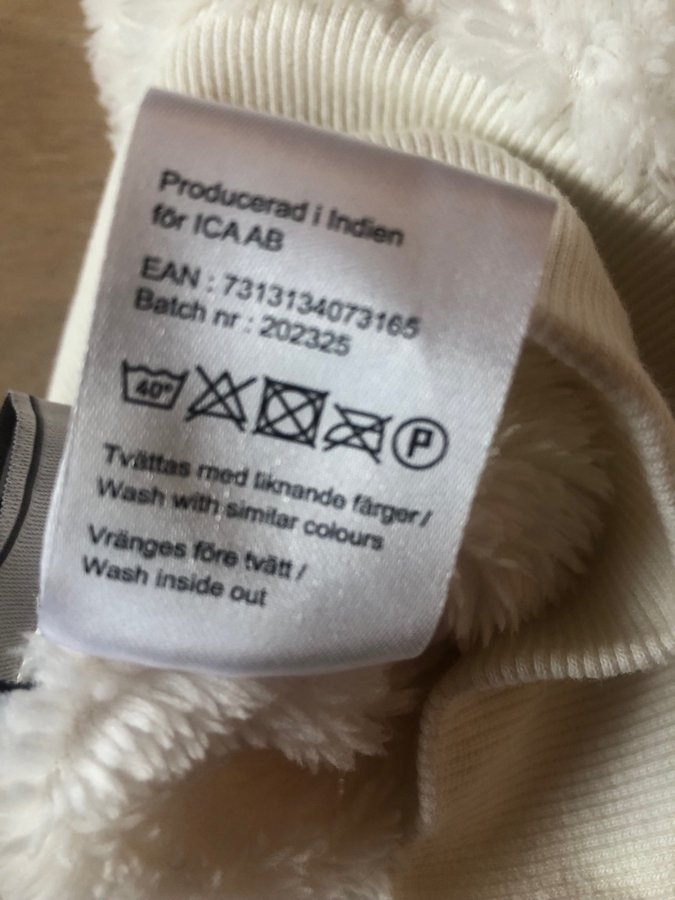 Producerad i Indien
för ICA AB
EAN : 7313134073165
Batch nr : 202325
40°
P
Tvättas med liknande färger /
Wash with similar colours
Vränges före tvätt /
Wash inside out